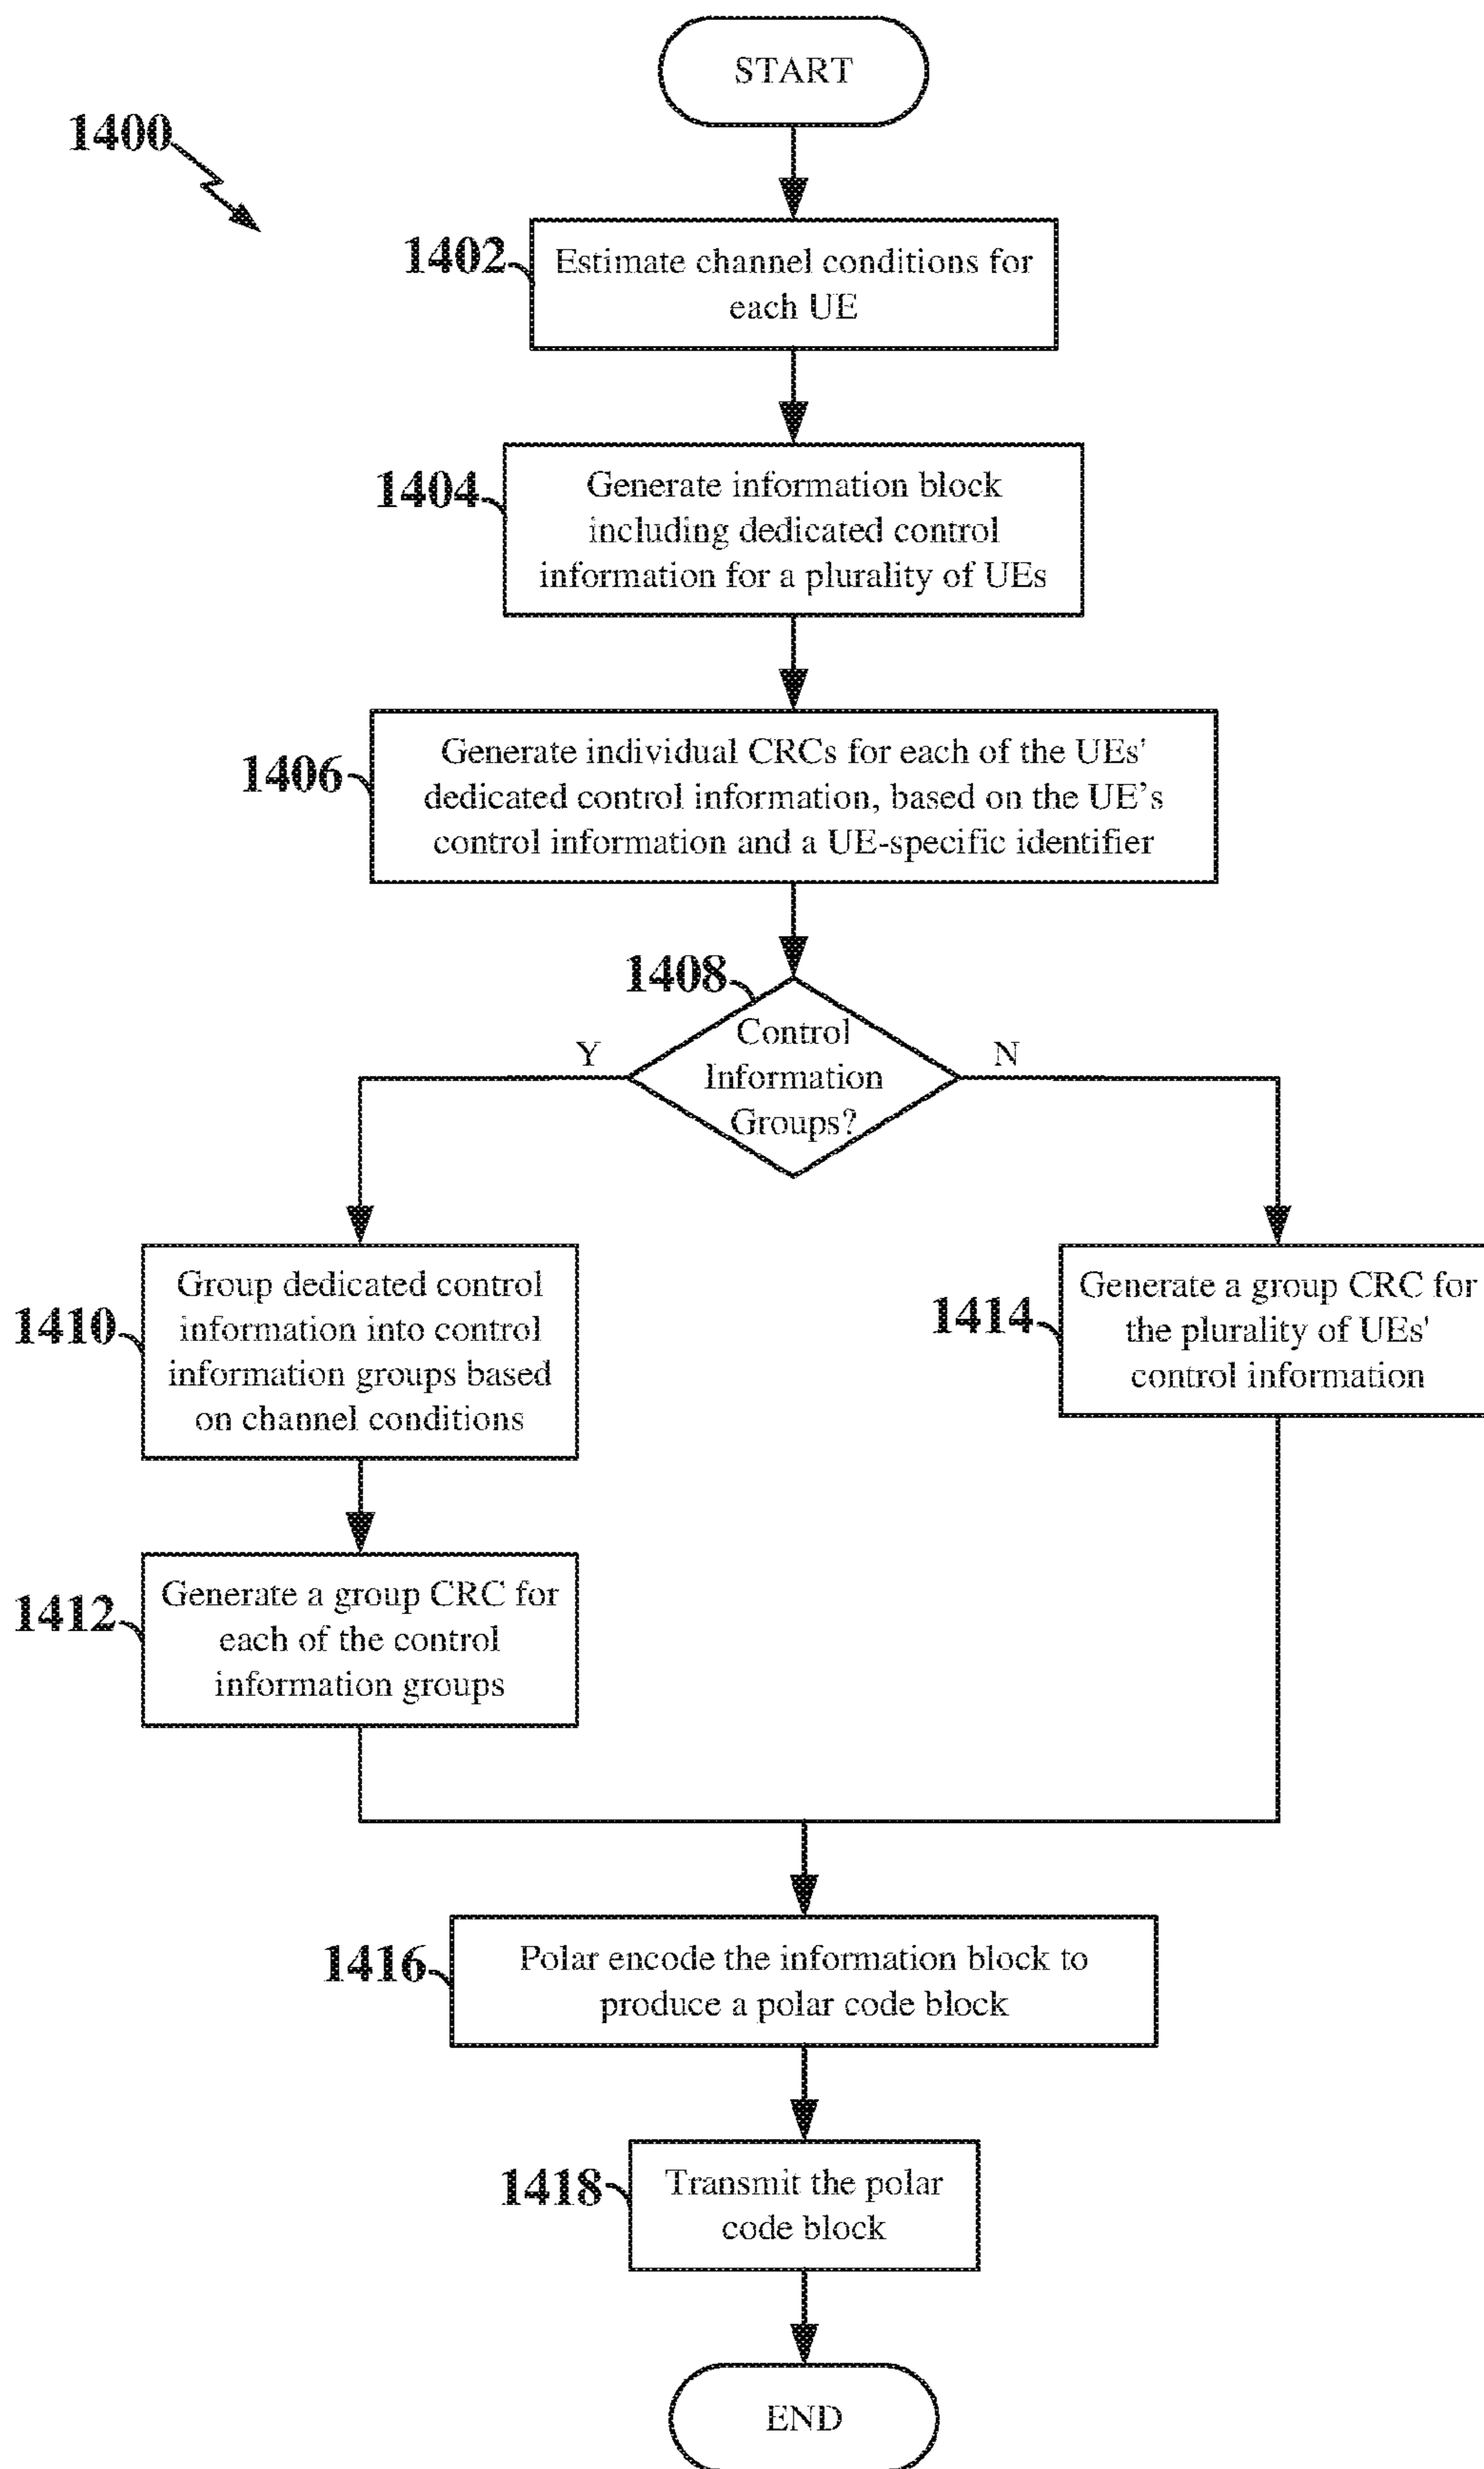 START
1400
1402
Estimate channel conditions for
each UE
1404
Generate information block
including dedicated control
information for a plurality of UEs
1406
Generate individual CRCs for each of the UEs'
dedicated control information, based on the UE's
control information and a UE-specific identifier
1408
Control
Information
Groups?
Y
N
1410
Group dedicated control
information into control
information groups based
on channel conditions
1414
Generate a group CRC for
the plurality of UEs'
control information
1412
Generate a group CRC for
each of the control
information groups
1416
Polar encode the information block to
produce a polar code block
1418
Transmit the polar
code block
END